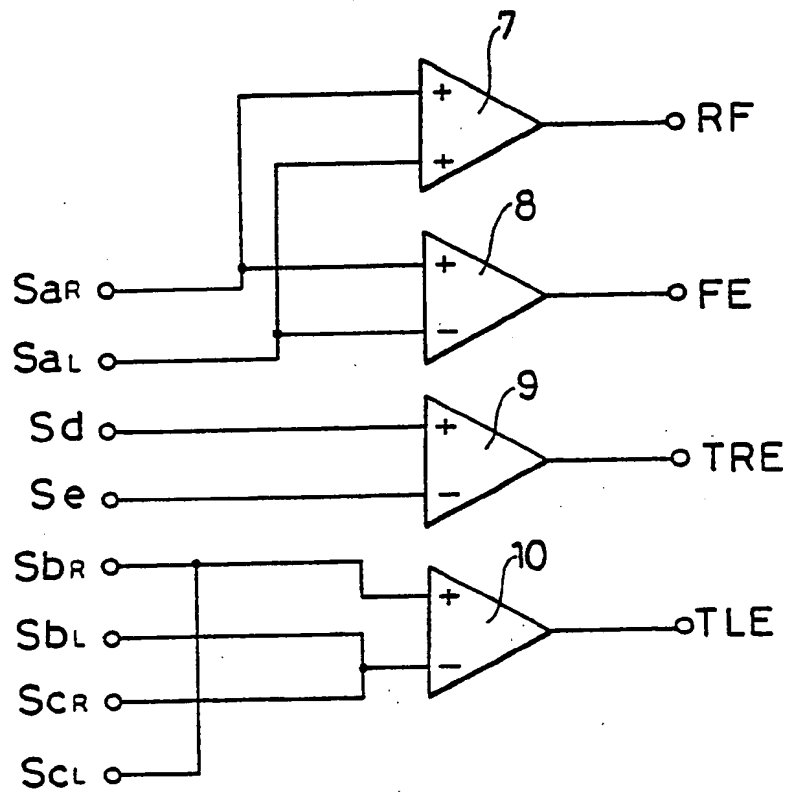 7
+
+
RF
8
+
−
FE
SaR
SaL
9
+
−
TRE
Sd
Se
10
+
−
TLE
SbR
SbL
ScR
ScL